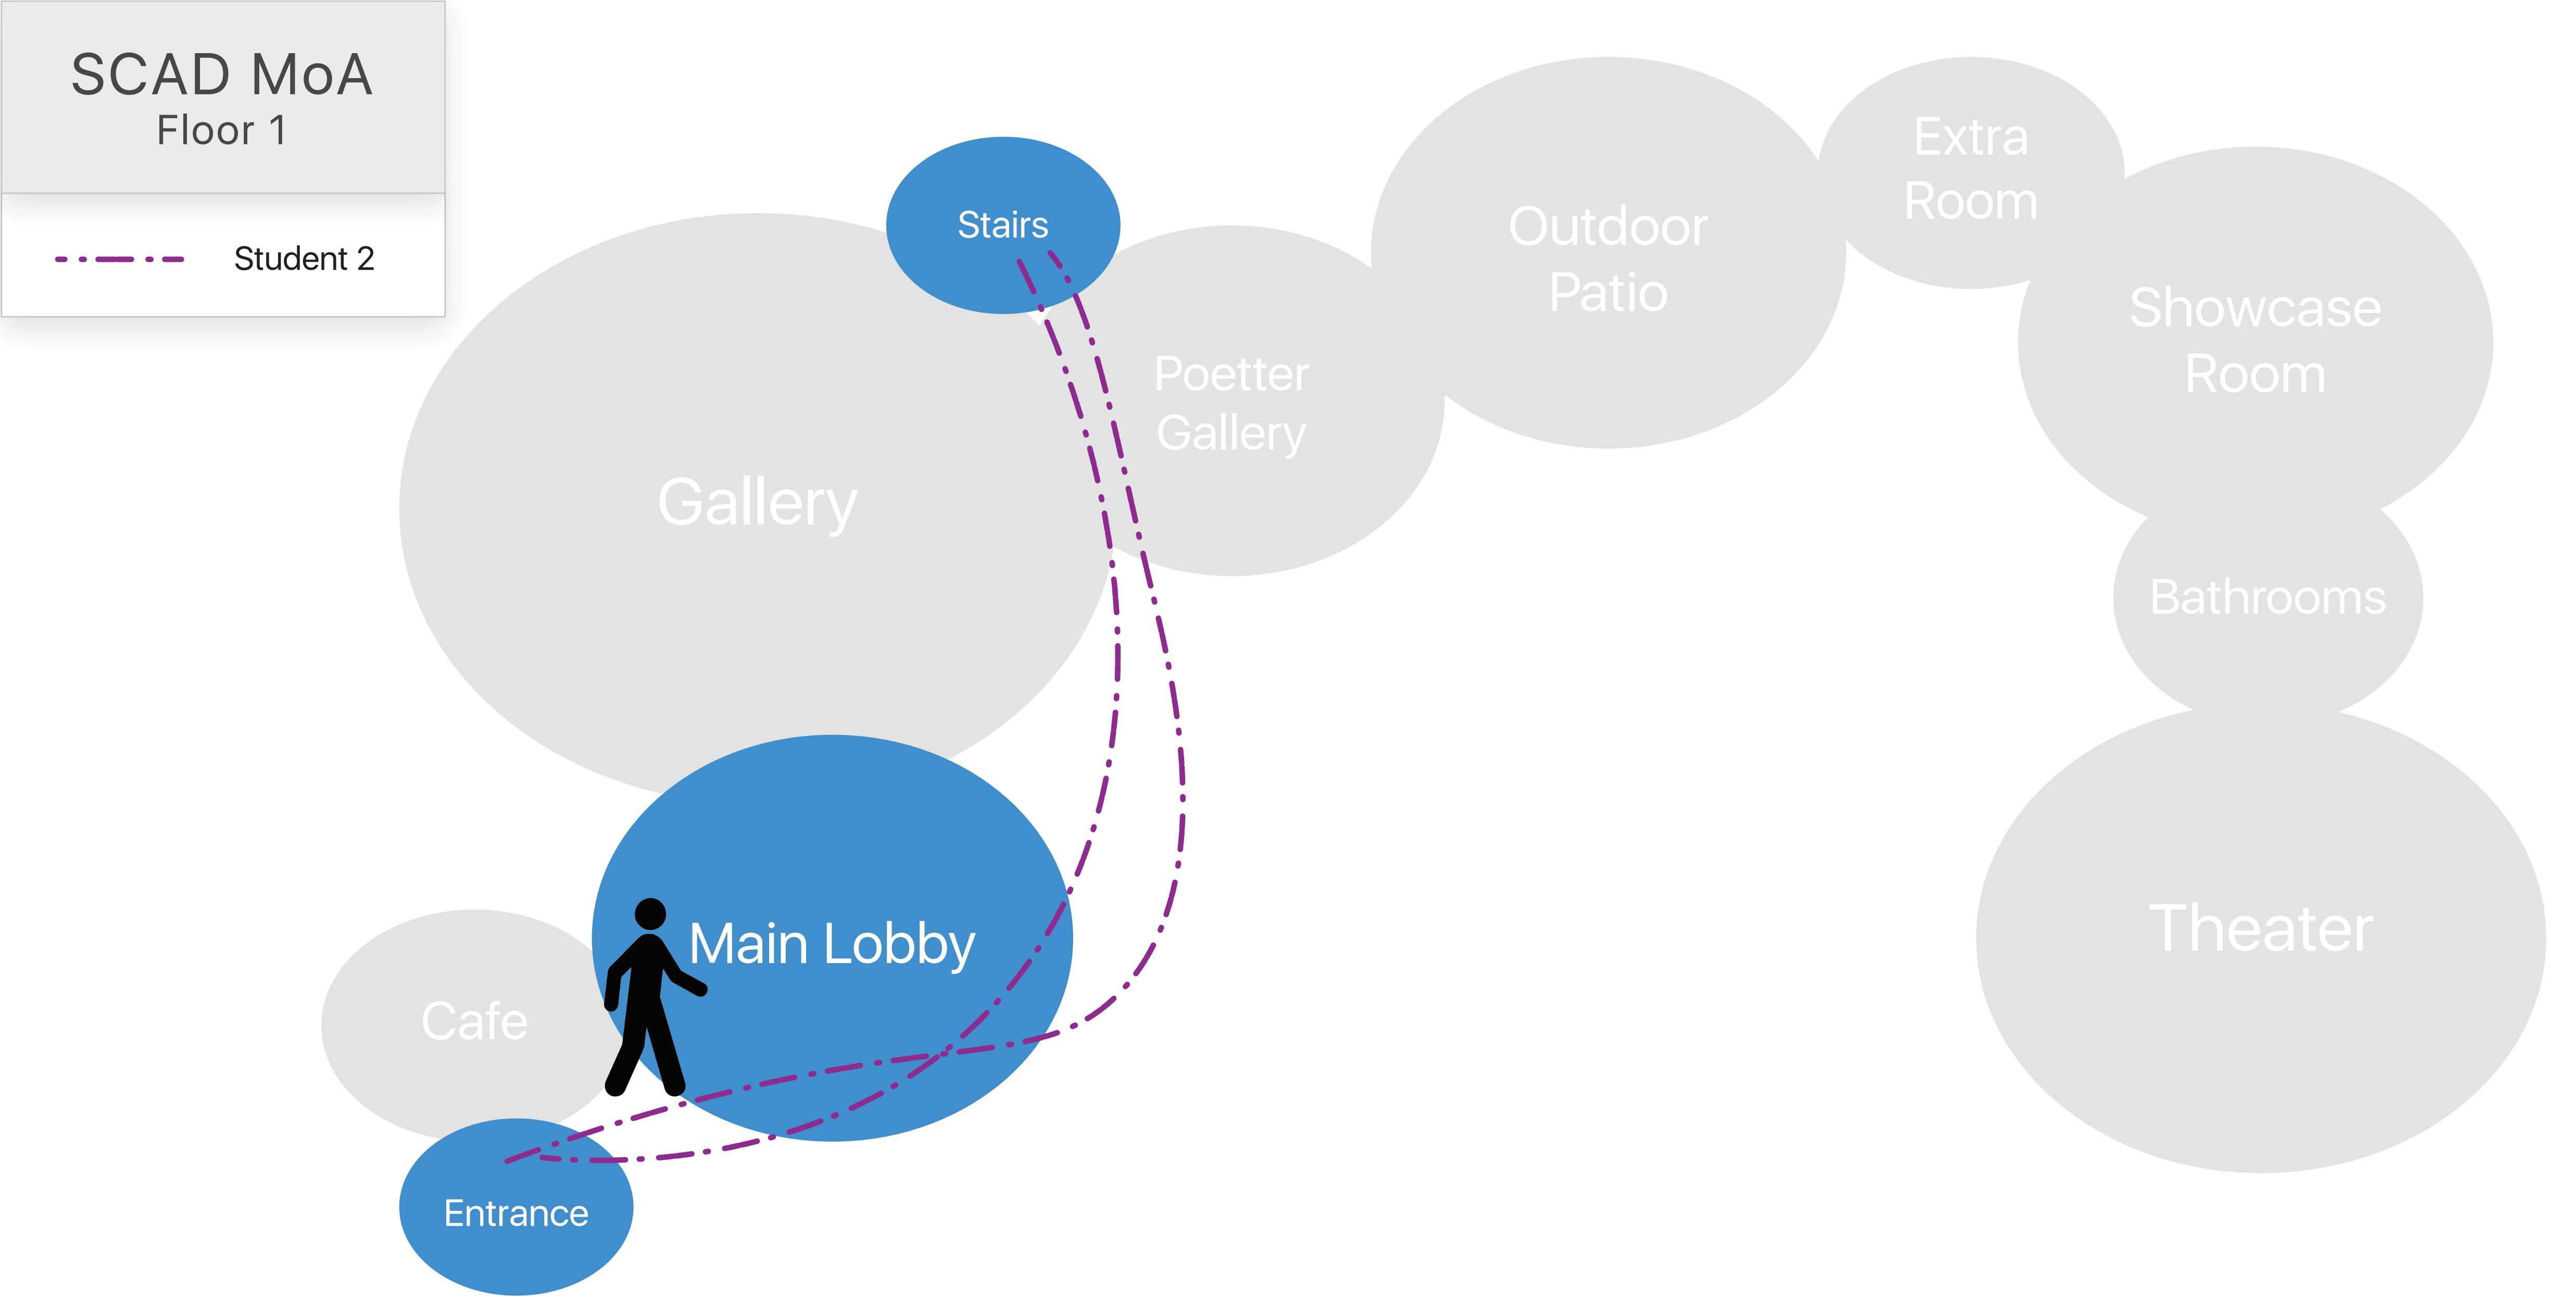 SCAD MoA
Floor 1
Student 2
Stairs
Extra
Room
Outdoor
Patio
Showcase
Room
Poetter
Gallery
Gallery
Bathrooms
Main Lobby
Theater
Cafe
Entrance